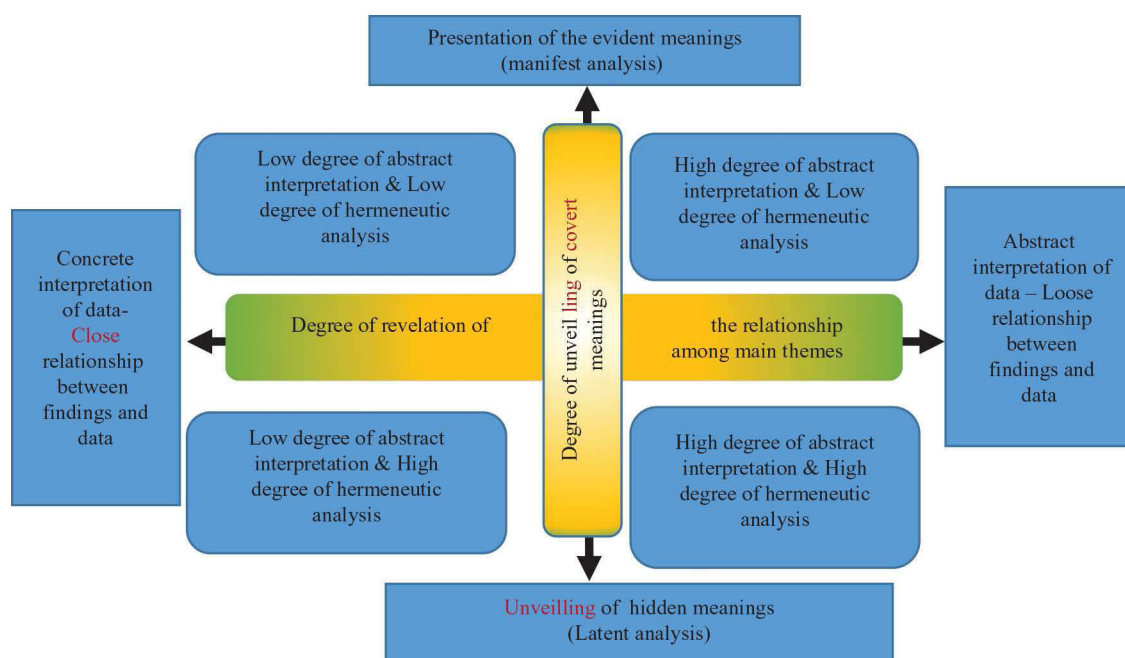 Presentation of the evident meanings
(manifest analysis)
Low degree of abstract
interpretation & Low
degree of hermeneutic
analysis
High degree of abstract
interpretation & Low
degree of hermeneutic
analysis
Concrete
interpretation
of data-
Close
relationship
between
findings and
data
Degree of revelation of
Degree of unveil ling of covert
meanings
the relationship
among main themes
Abstract
interpretation of
data – Loose
relationship
between
findings and
data
Low degree of abstract
interpretation & High
degree of hermeneutic
analysis
High degree of abstract
interpretation & High
degree of hermeneutic
analysis
Unveilling of hidden meanings
(Latent analysis)